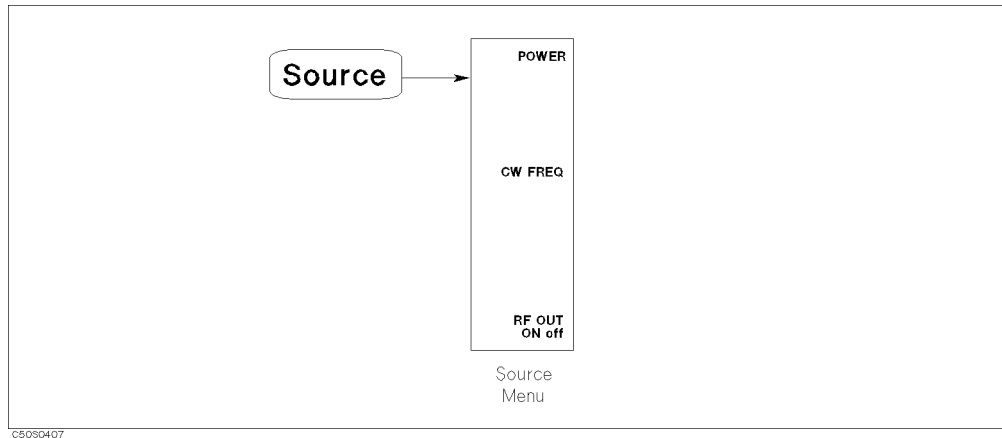 Source
POWER
CW FREQ
RF OUT
ON off
Source
Menu
C50S0407